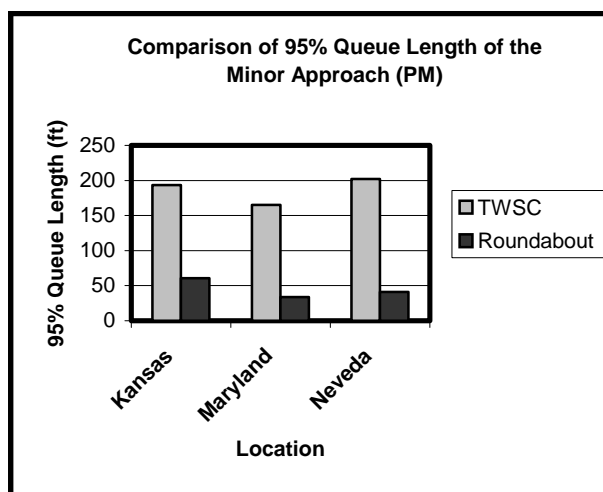 Comparison of 95% Queue Length of the
Minor Approach (PM)
95% Queue Length (ft)
250
200
150
100
50
0
TWSC
Roundabout
Kansas
Maryland
Neveda
Location